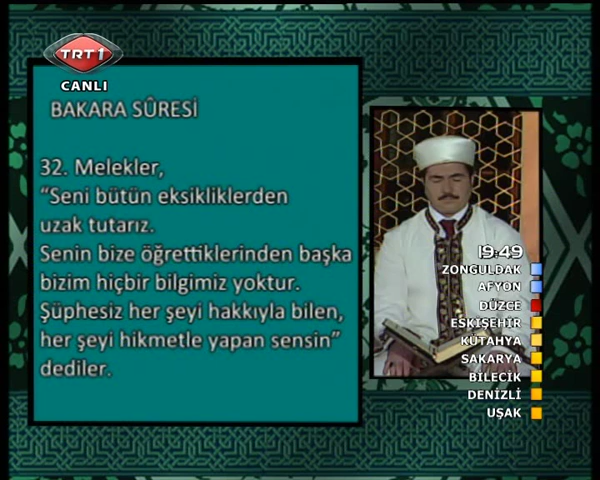 TRT1
CANLI
BAKARA SÛRESİ
32. Melekler,
“Seni bütün eksikliklerden
uzak tutarız.
Senin bize öğrettiklerinden başka
bizim hiçbir bilgimiz yoktur.
Şüphesiz her şeyi hakkıyla bilen,
her şeyi hikmetle yapan sensin”
dediler.
19:49
ZONGULDAK
AFYON
DÜZCE
ESKİŞEHİR
KÜTAHYA
SAKARYA
BİLECİK
DENİZLİ
UŞAK